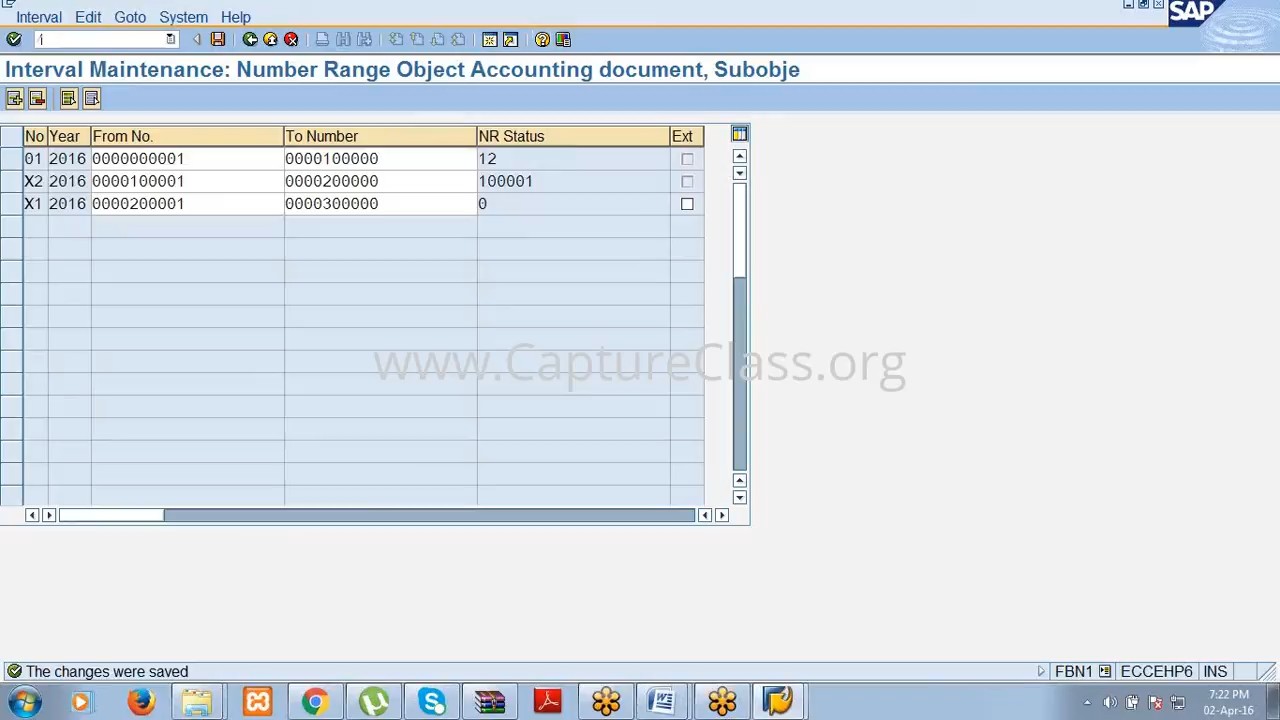 Interval Edit Goto System Help
SAP
Interval Maintenance: Number Range Object Accounting document, Subobje
No Year From No. To Number NR Status Ext
01 2016 0000000001 0000100000 12
X2 2016 0000100001 0000200000 100001
X1 2016 0000200001 0000300000 0
www.CaptureClass.org
The changes were saved
FBN1 ECCEHP6 INS
7:22 PM
02-Apr-16